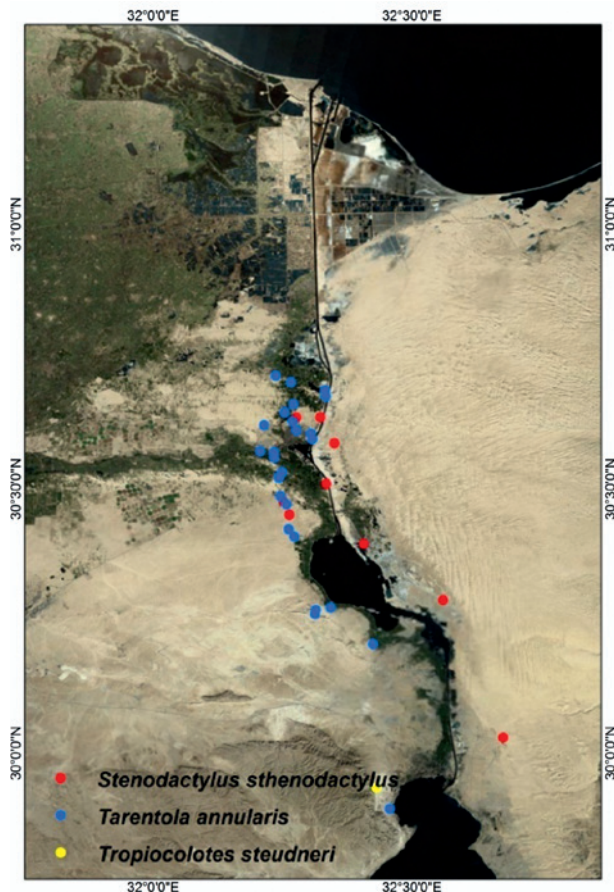 32°0'0"E 32°30'0"E
31°0'0"N 31°0'0"N
30°30'0"N 30°30'0"N
30°0'0"N 30°0'0"N
Stenodactylus sthenodactylus
Tarentola annularis
Tropiocolotes steudneri
32°0'0"E 32°30'0"E